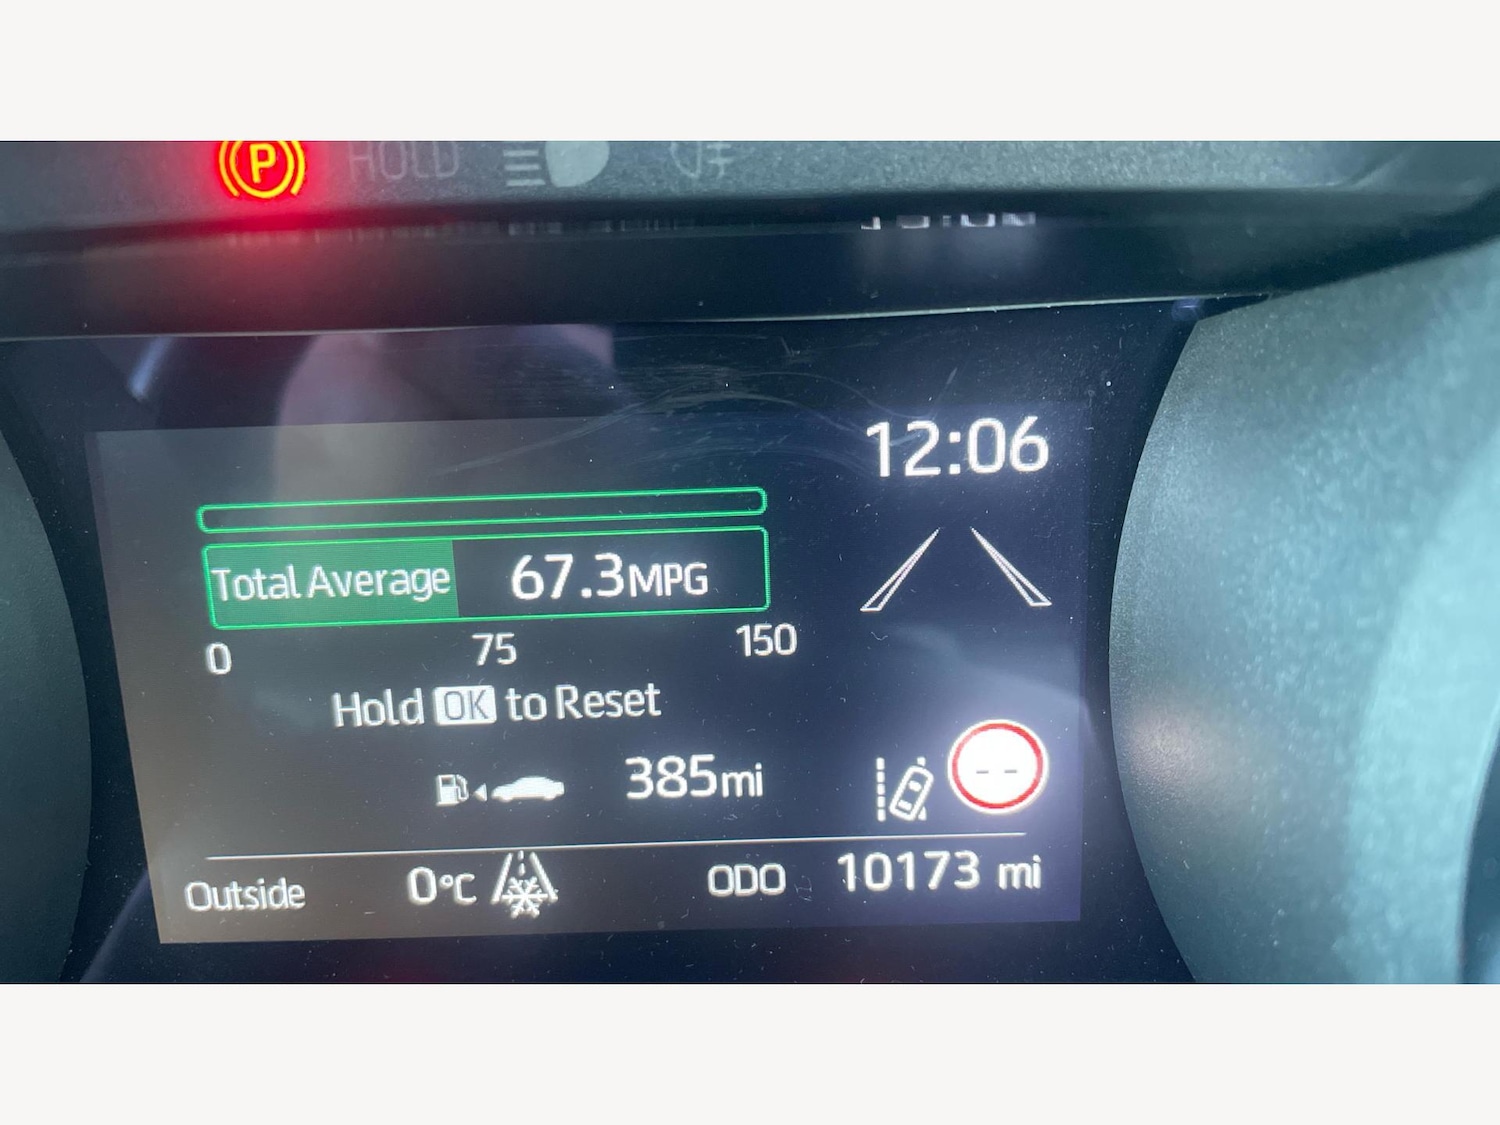 P HOLD
12:06
Total Average 67.3MPG
0 75 150
Hold OK to Reset
385mi
--
Outside 0°C ODO 10173 mi